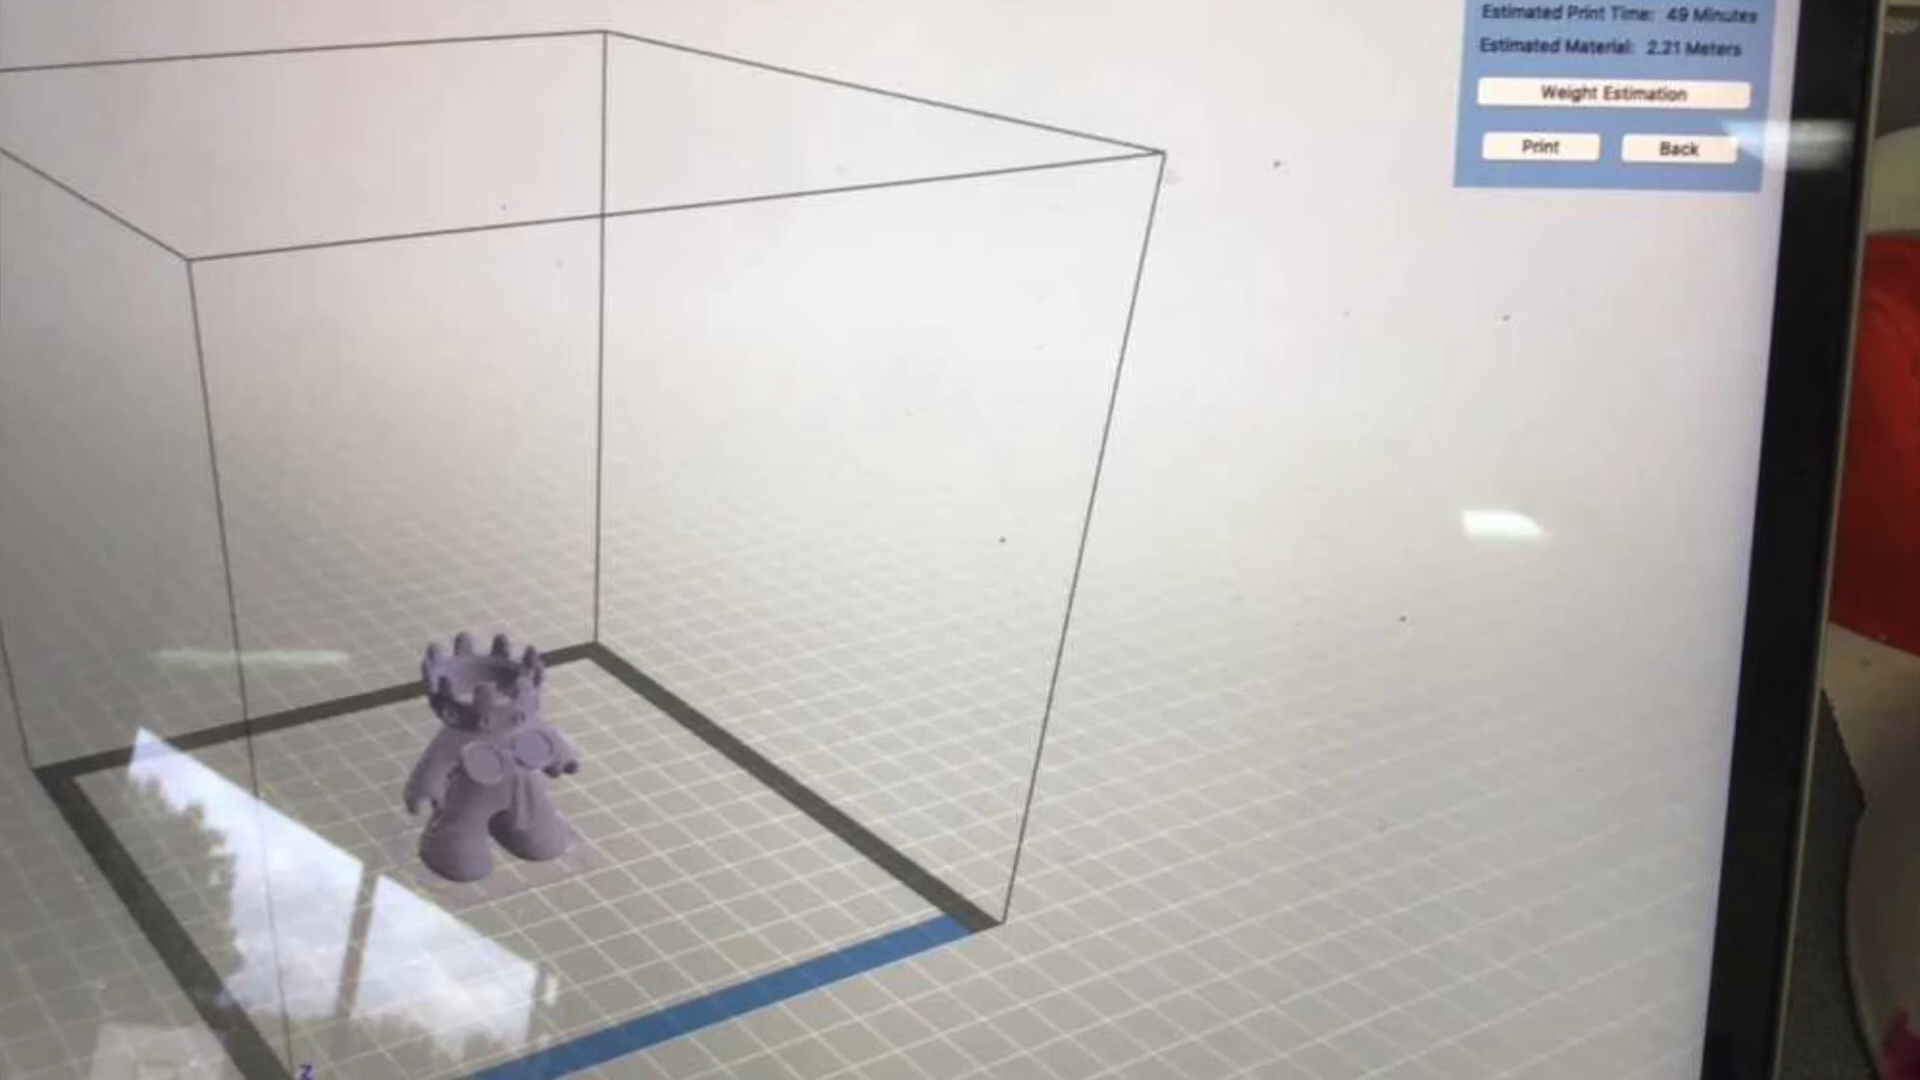 Estimated Print Time: 49 Minutes
Estimated Material: 2.21 Meters
Weight Estimation
Print
Back
Z